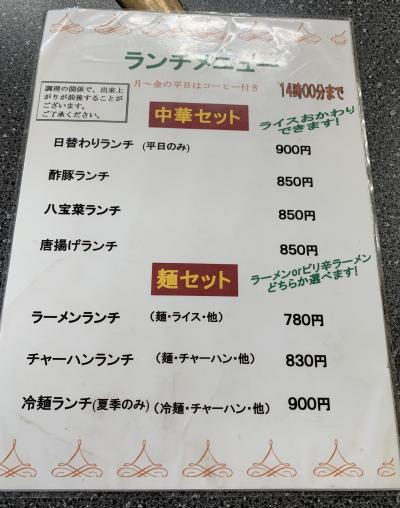 ランチメニュー
月～金の平日はコーヒー付き
14時00分まで
調理の関係で、出来上
がりが前後することが
ございます。
ご了承ください。
中華セット
ライスおかわり
できます!
日替わりランチ (平日のみ) 900円
酢豚ランチ 850円
八宝菜ランチ 850円
唐揚げランチ 850円
麺セット
ラーメンorピリ辛ラーメン
どちらか選べます!
ラーメンランチ (麺・ライス・他) 780円
チャーハンランチ (麺・チャーハン・他) 830円
冷麺ランチ(夏季のみ) (冷麺・チャーハン・他) 900円